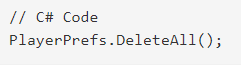 // C# Code
PlayerPrefs.DeleteAll();